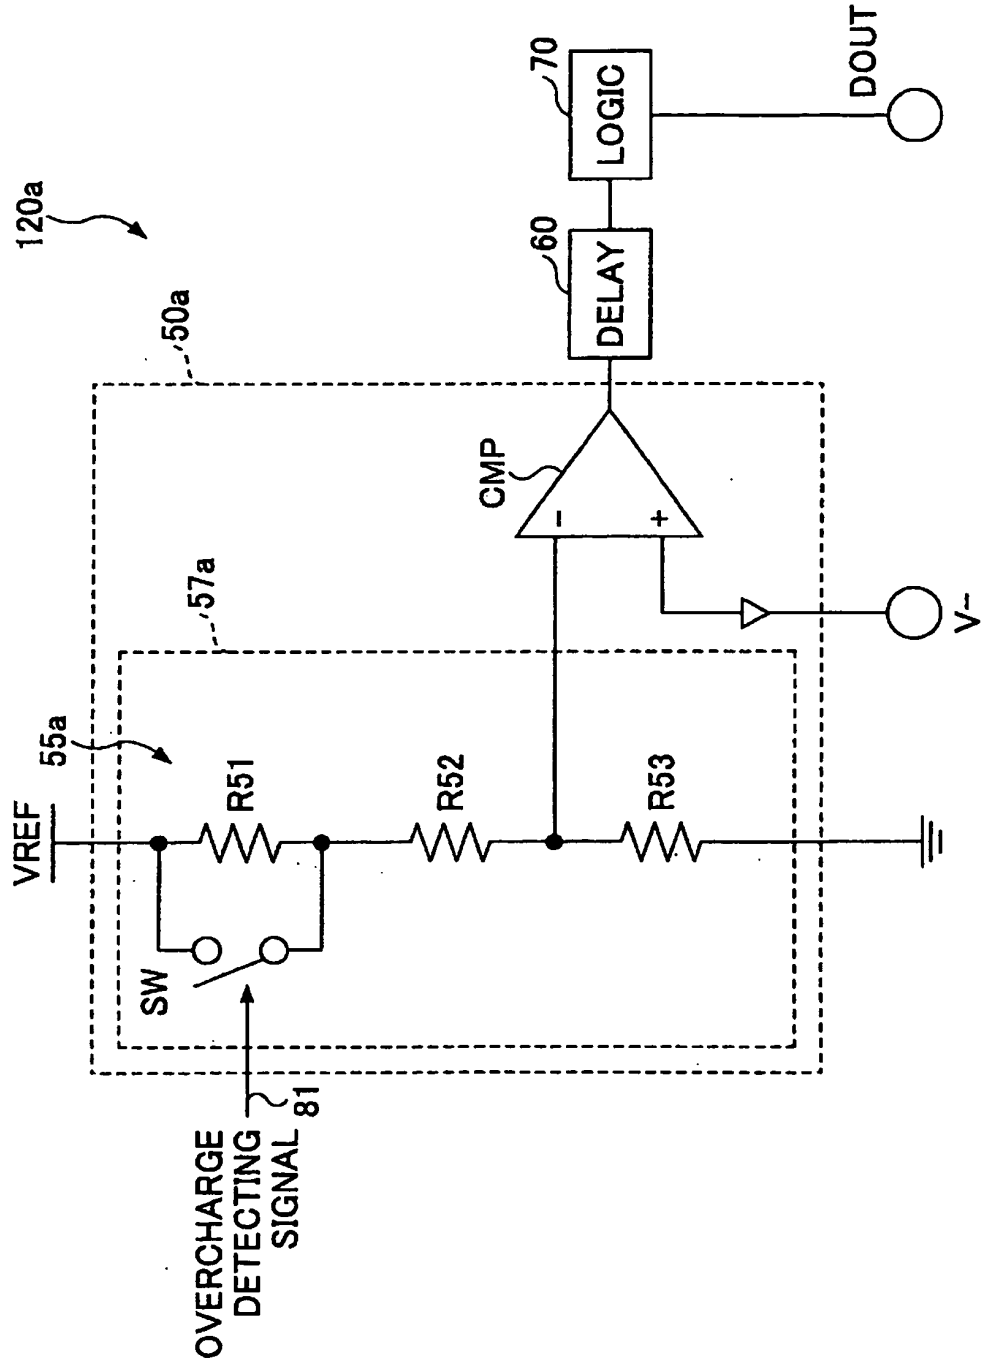 120a
50a
57a
55a
VREF
SW
R51
R52
R53
OVERCHARGE
DETECTING
SIGNAL
81
CMP
-
+
V-
60
DELAY
70
LOGIC
DOUT